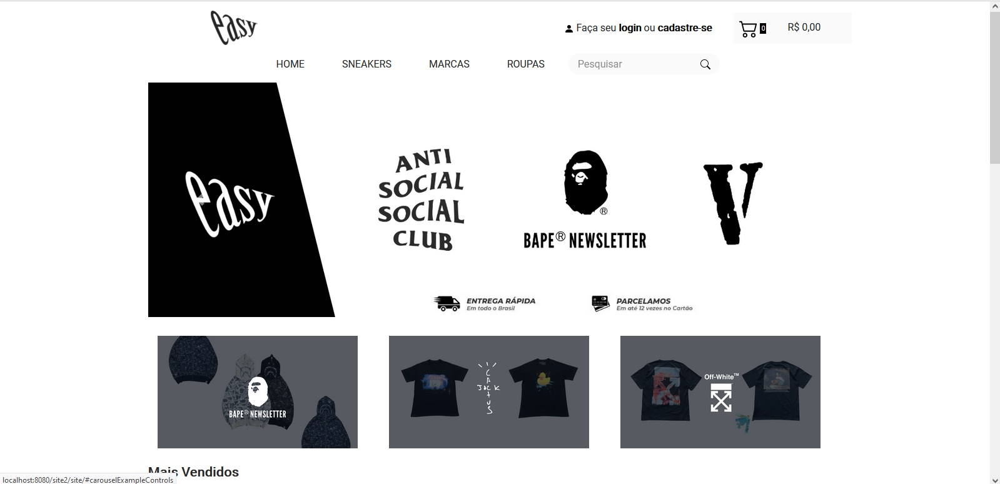 easy
Faça seu login ou cadastre-se
0
R$ 0,00
HOME
SNEAKERS
MARCAS
ROUPAS
Pesquisar
easy
ANTI
SOCIAL
SOCIAL
CLUB
®
BAPE® NEWSLETTER
V
ENTREGA RÁPIDA
Em todo o Brasil
PARCELAMOS
Em até 12 vezes no Cartão
BAPE® NEWSLETTER
CACTUS
JACK
Off-White™
Mais Vendidos
localhost:8080/site2/site/#carouselExampleControls